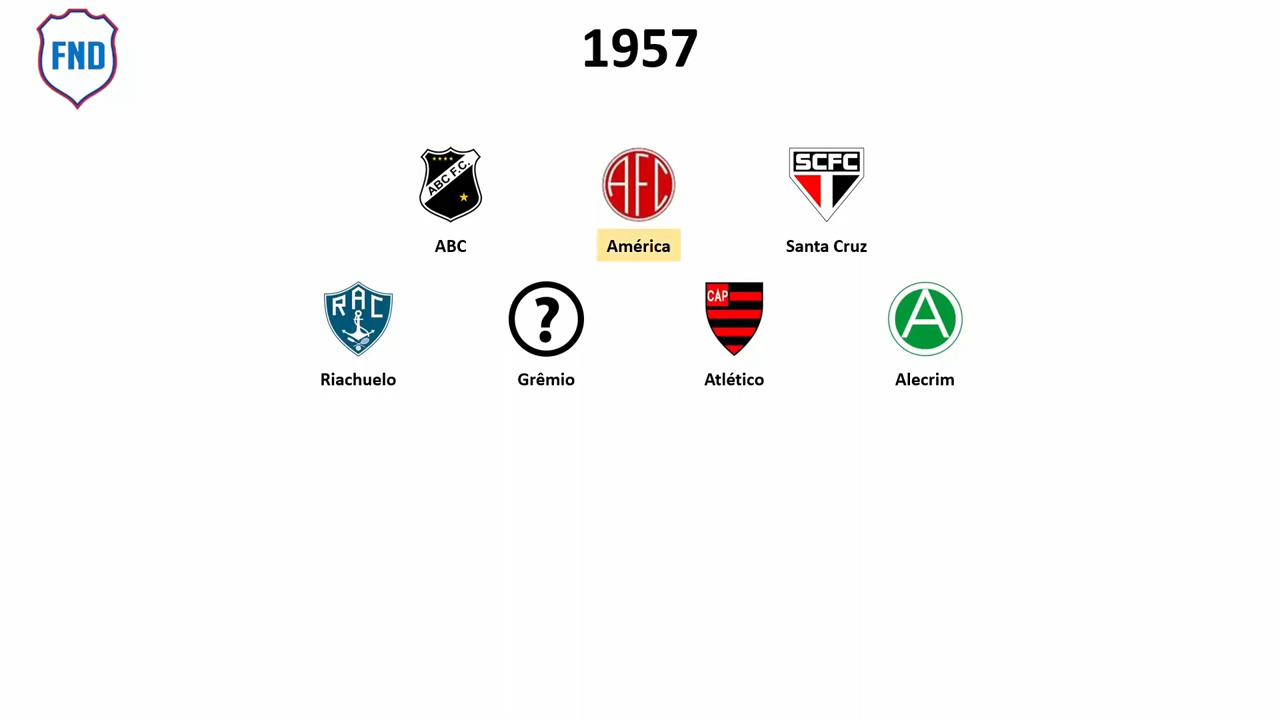 FND
1957
ABC F.C.
AFC
SCFC
ABC
América
Santa Cruz
RAC
?
CAP
A
Riachuelo
Grêmio
Atlético
Alecrim